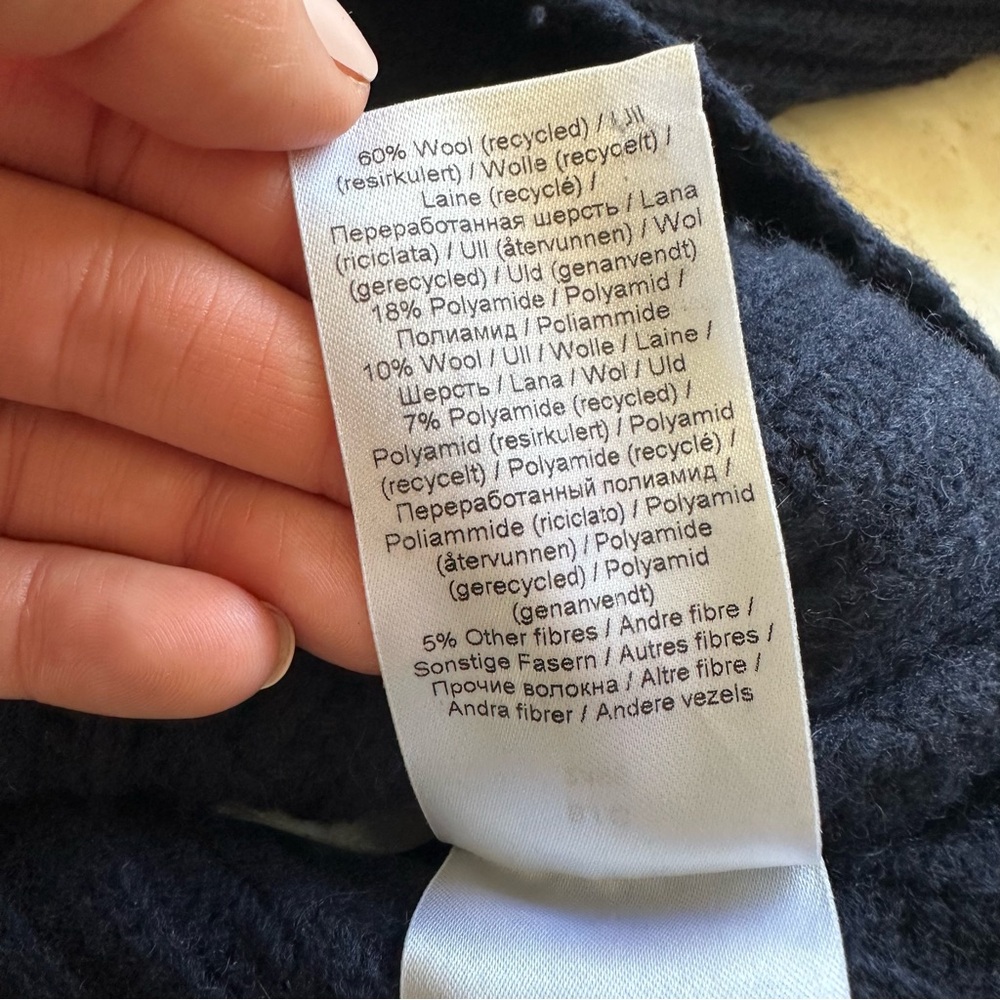 60% Wool (recycled) / Ull
(resirkulert) / Wolle (recycelt) /
Laine (recyclé) /
Переработанная шерсть / Lana
(riciclata) / Ull (återvunnen) / Wol
(gerecycled) / Uld (genanvendt)
18% Polyamide / Polyamid /
Полиамид / Poliammide
10% Wool / Ull / Wolle / Laine /
Шерсть / Lana / Wol / Uld
7% Polyamide (recycled) /
Polyamid (resirkulert) / Polyamid
(recycelt) / Polyamide (recyclé) /
Переработанный полиамид /
Poliammide (riciclato) / Polyamid
(återvunnen) / Polyamide
(gerecycled) / Polyamid
(genanvendt)
5% Other fibres / Andre fibre /
Sonstige Fasern / Autres fibres /
Прочие волокна / Altre fibre /
Andra fibrer / Andere vezels